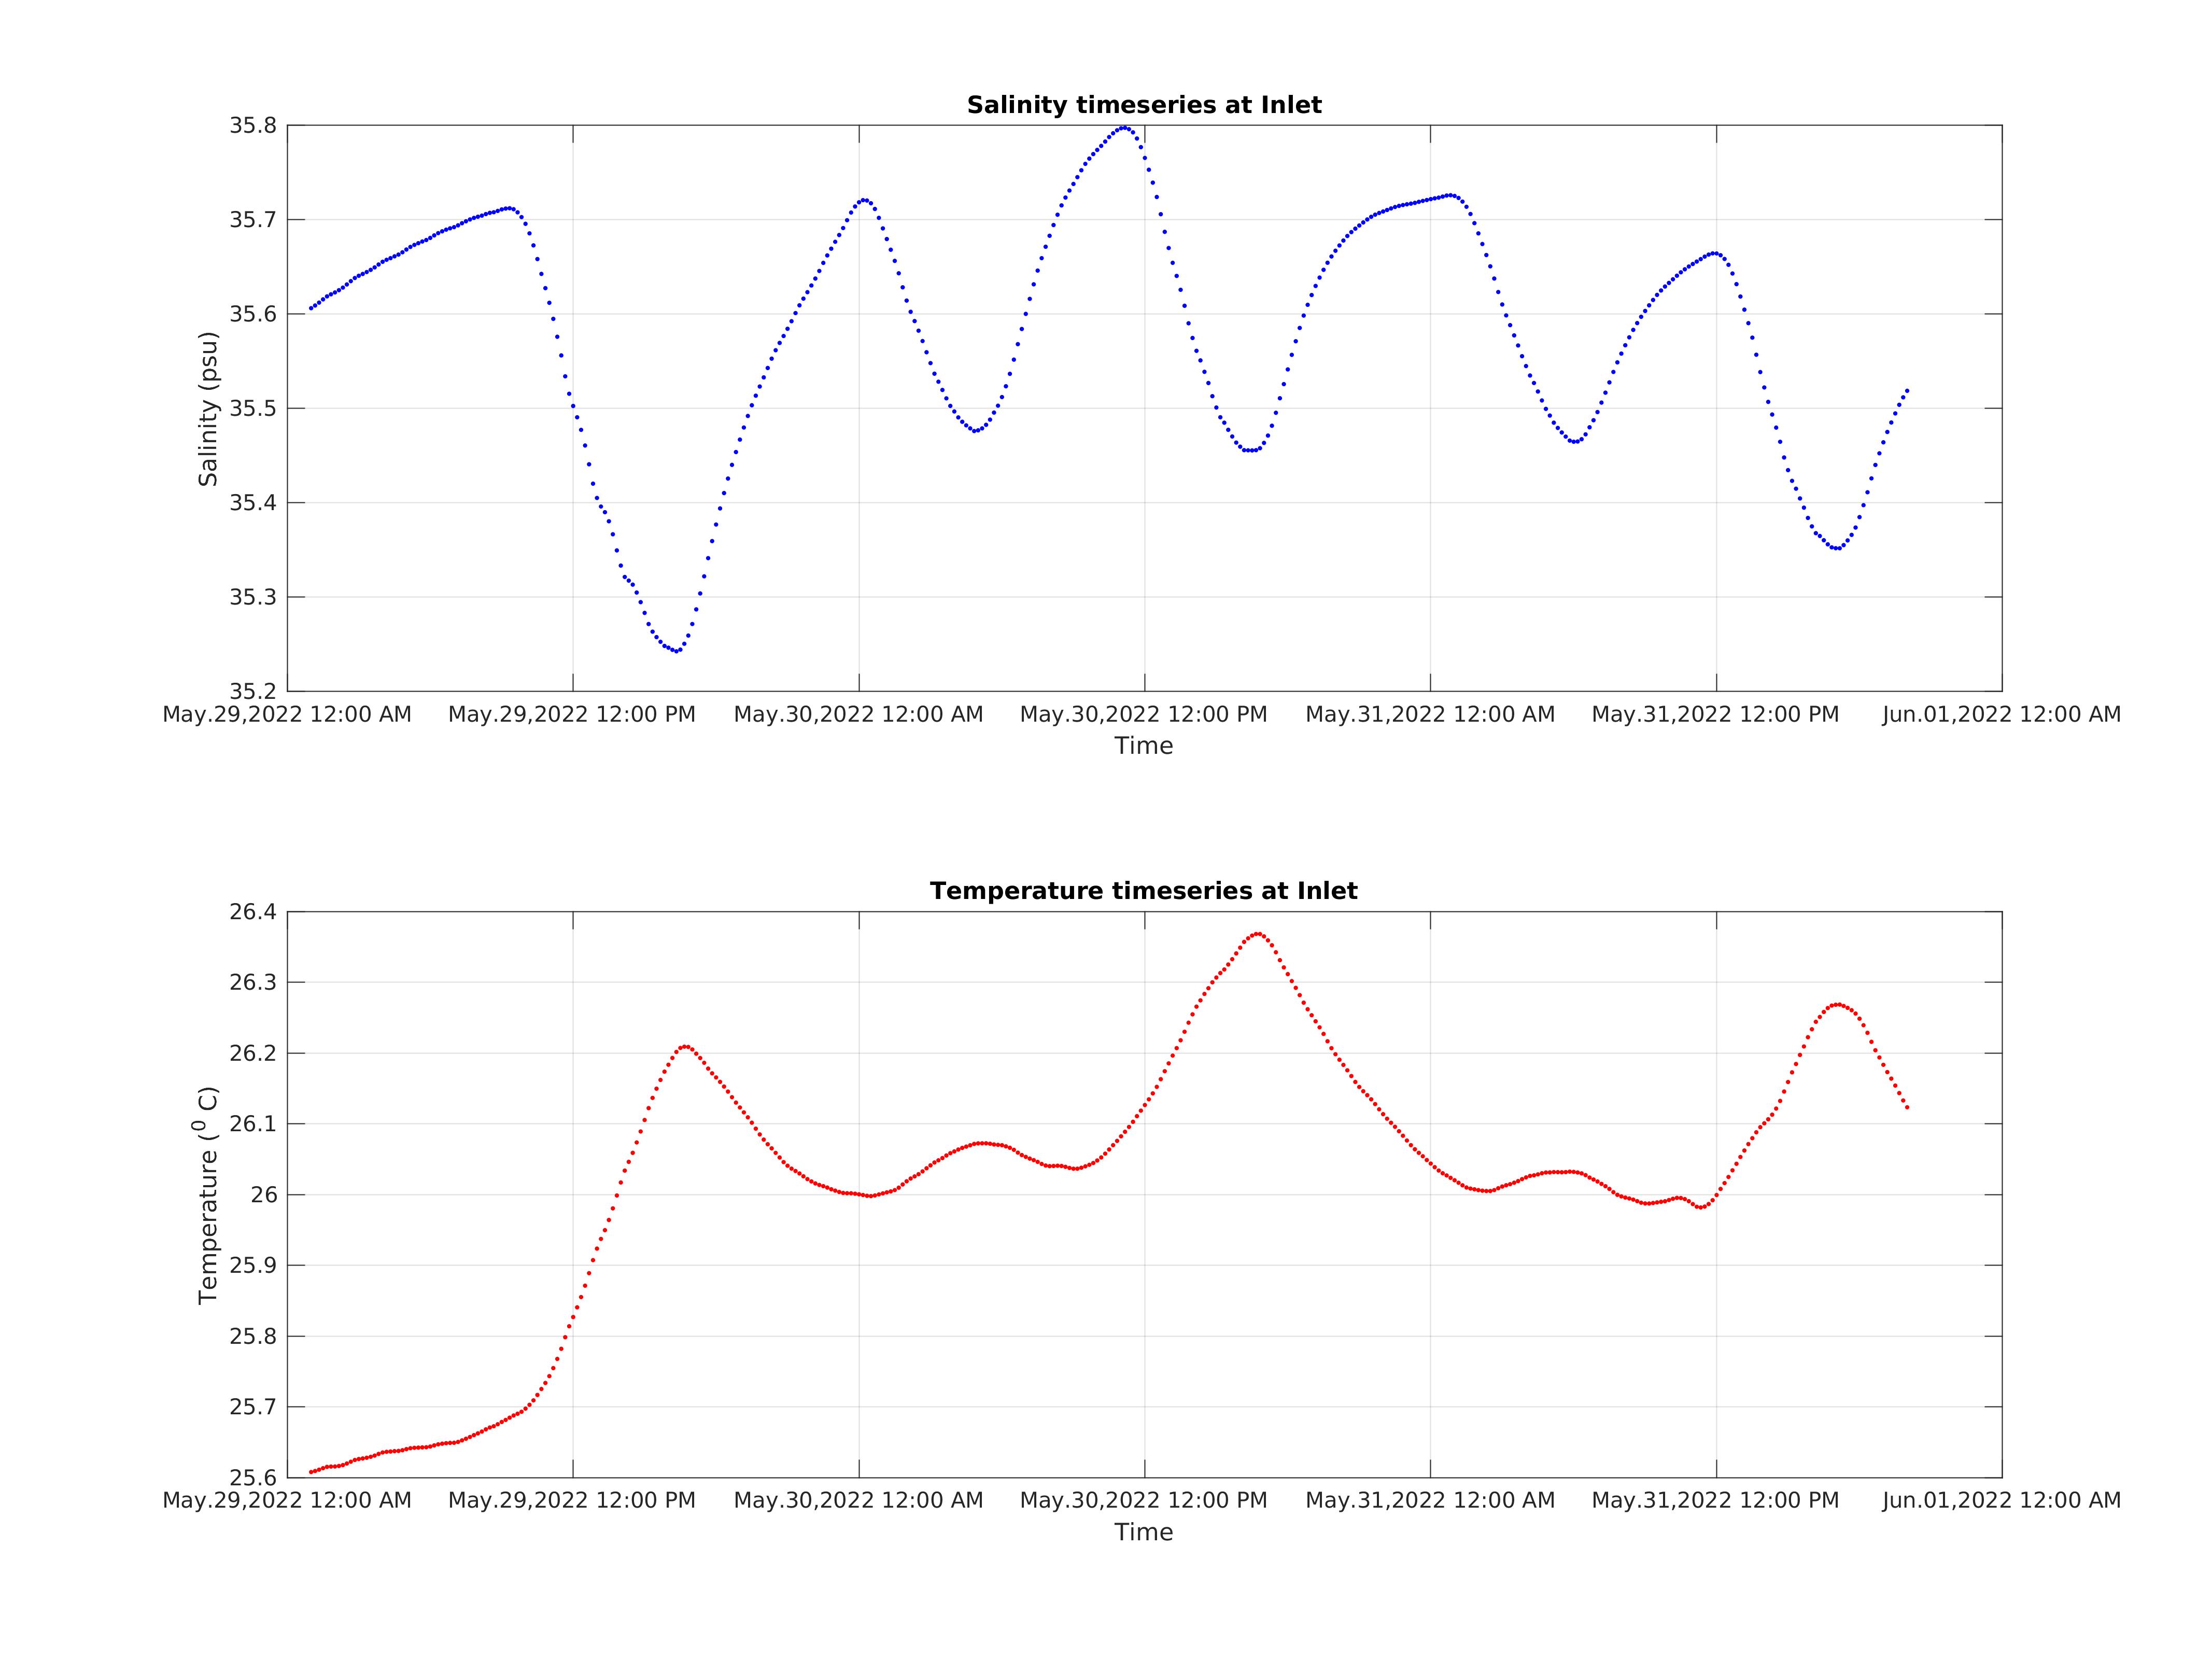 Salinity timeseries at Inlet
35.8
35.7
35.6
35.5
35.4
35.3
35.2
Salinity (psu)
May.29,2022 12:00 AM May.29,2022 12:00 PM May.30,2022 12:00 AM May.30,2022 12:00 PM May.31,2022 12:00 AM May.31,2022 12:00 PM Jun.01,2022 12:00 AM
Time
Temperature timeseries at Inlet
26.4
26.3
26.2
26.1
26
25.9
25.8
25.7
25.6
Temperature (⁰ C)
May.29,2022 12:00 AM May.29,2022 12:00 PM May.30,2022 12:00 AM May.30,2022 12:00 PM May.31,2022 12:00 AM May.31,2022 12:00 PM Jun.01,2022 12:00 AM
Time